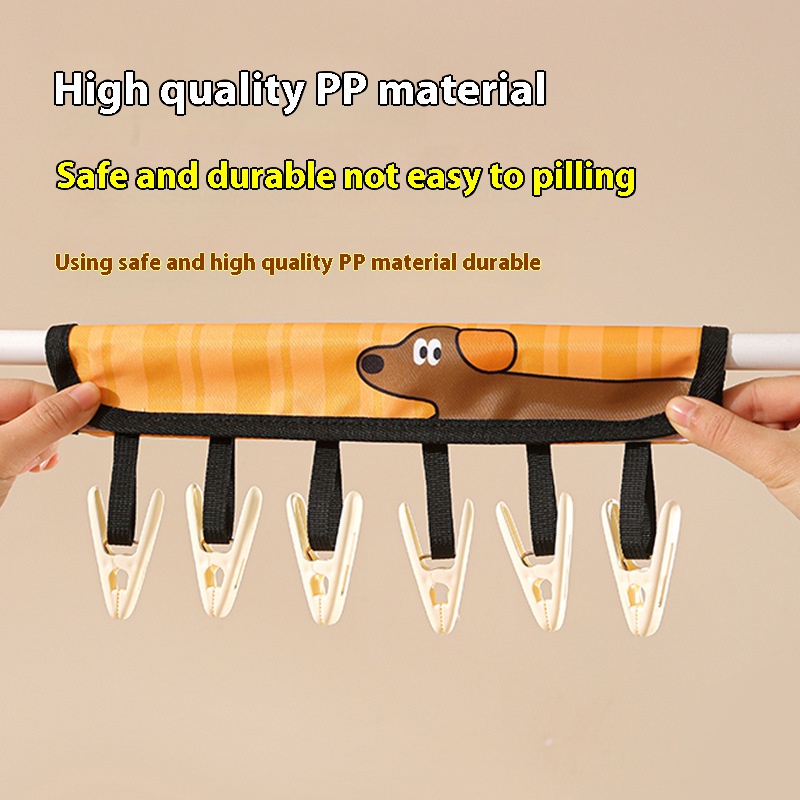 High quality PP material
Safe and durable not easy to pilling
Using safe and high quality PP material durable